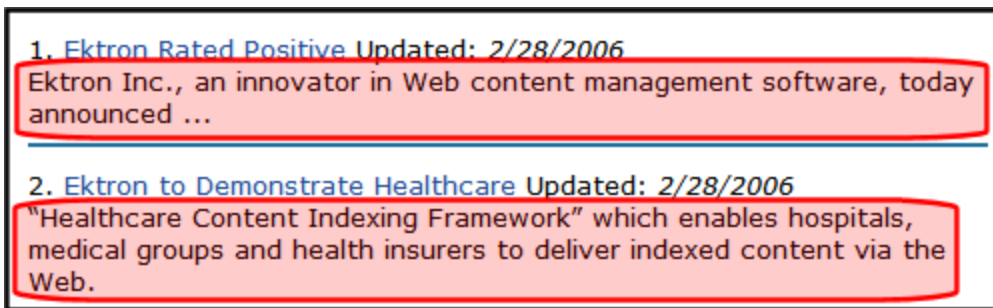 1. Ektron Rated Positive Updated: 2/28/2006
Ektron Inc., an innovator in Web content management software, today
announced ...
2. Ektron to Demonstrate Healthcare Updated: 2/28/2006
“Healthcare Content Indexing Framework” which enables hospitals,
medical groups and health insurers to deliver indexed content via the
Web.